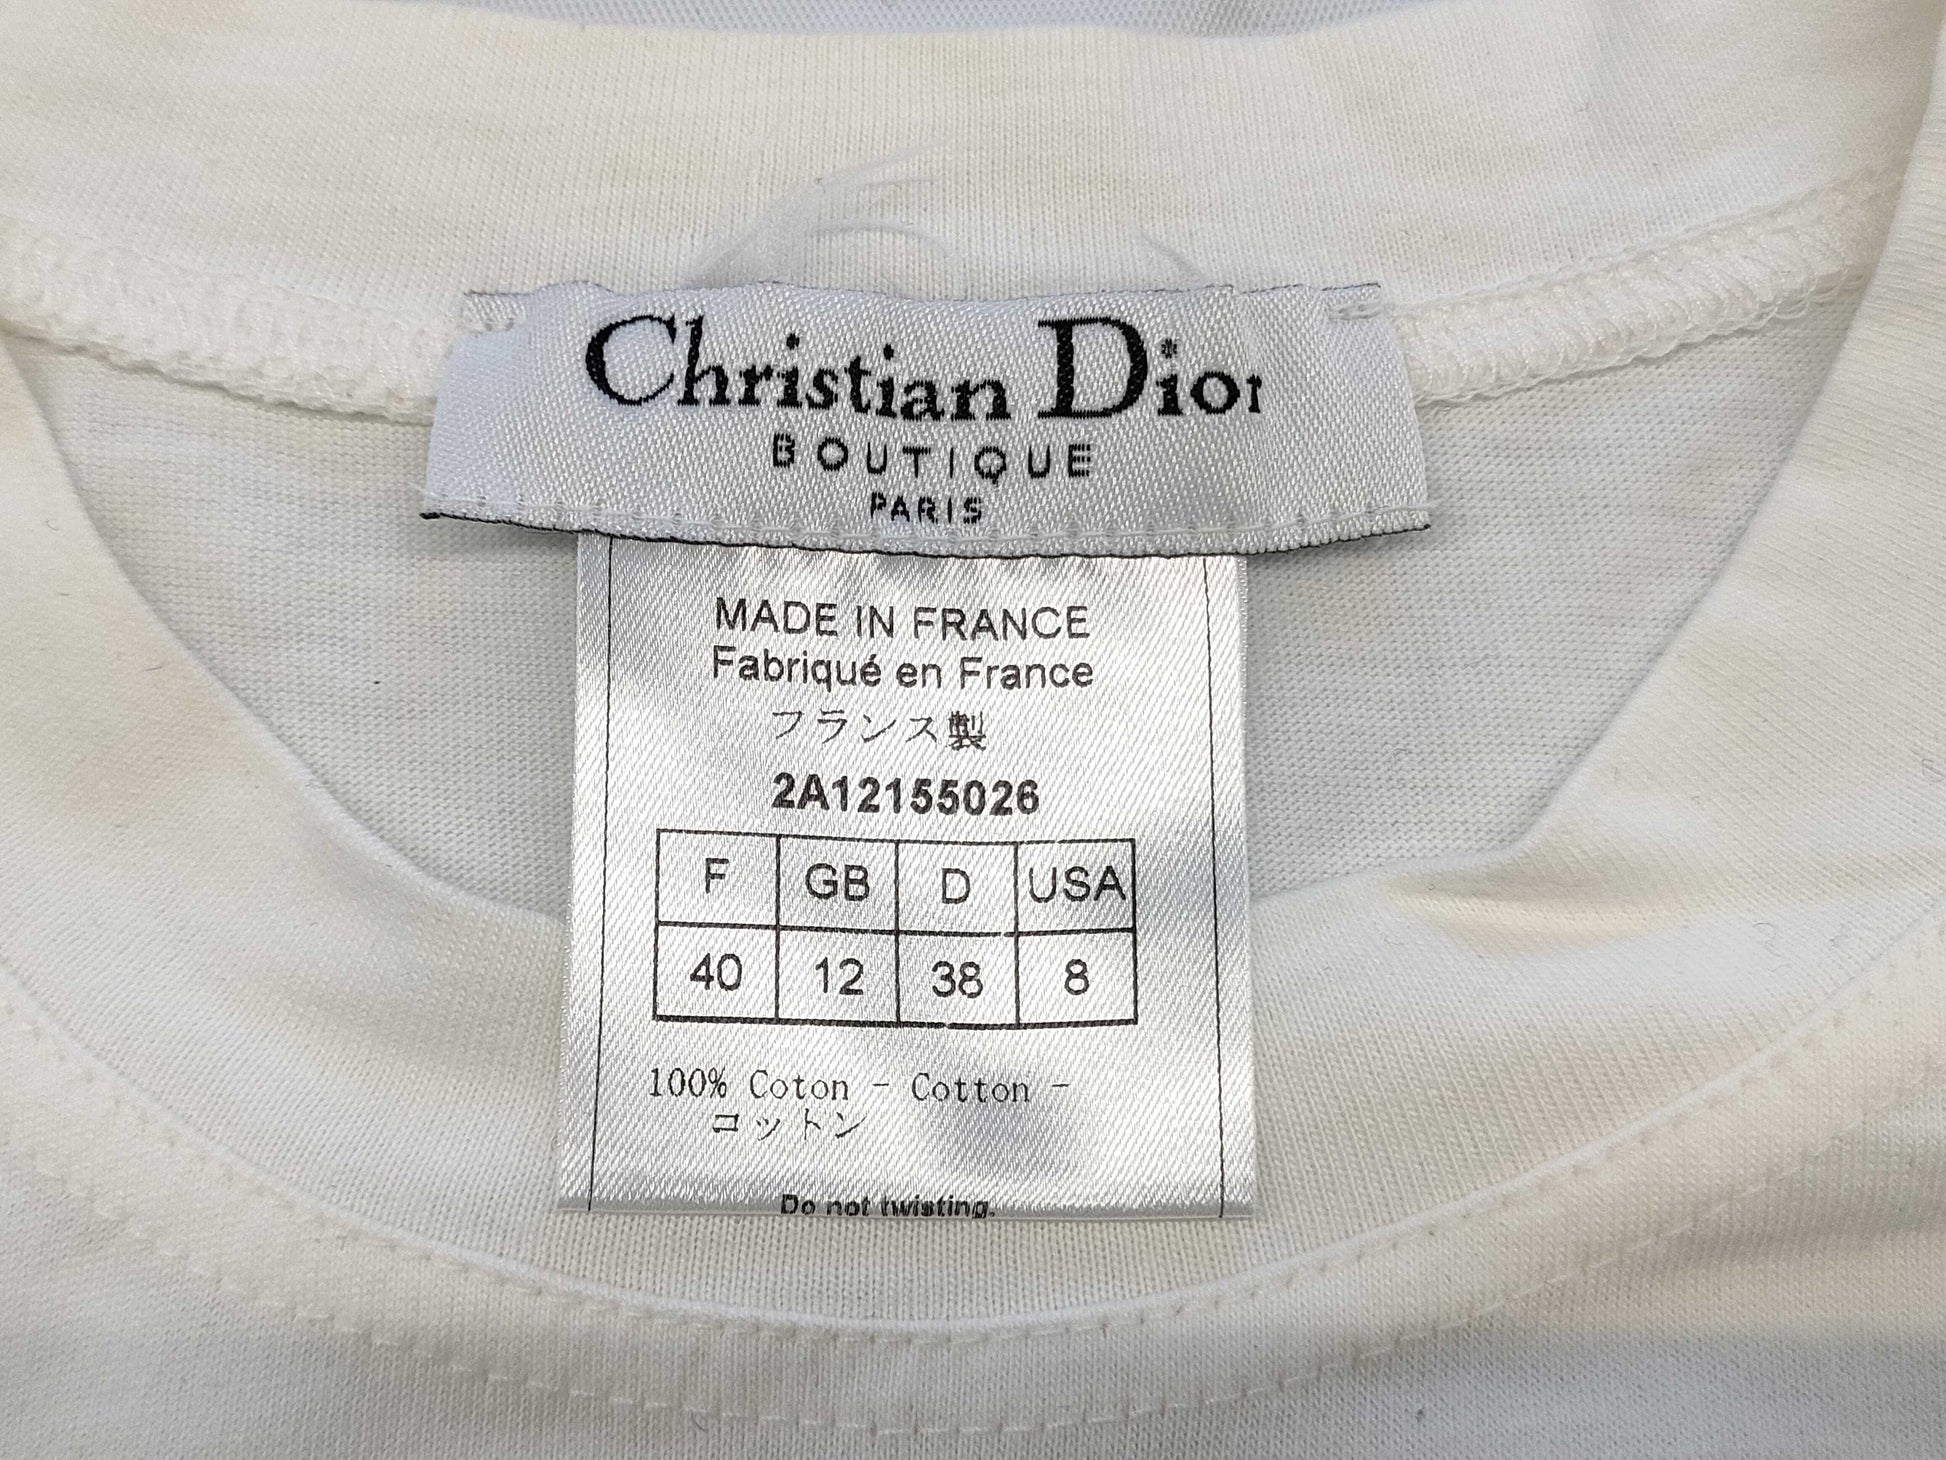 Christian Dior
BOUTIQUE
PARIS
MADE IN FRANCE
Fabriqué en France
フランス製
2A12155026
F GB D USA
40 12 38 8
100% Coton - Cotton -
コットン
Do not twisting.